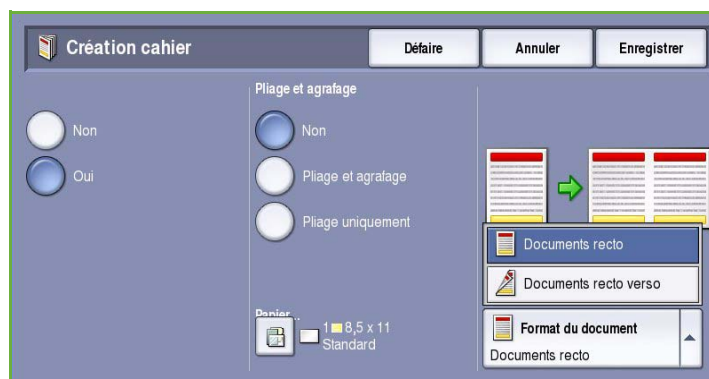 Création cahier
Défaire
Annuler
Enregistrer
Non
Oui
Pliage et agrafage
Non
Pliage et agrafage
Pliage uniquement
Papier...
1 8,5 x 11
Standard
Documents recto
Documents recto verso
Format du document
Documents recto